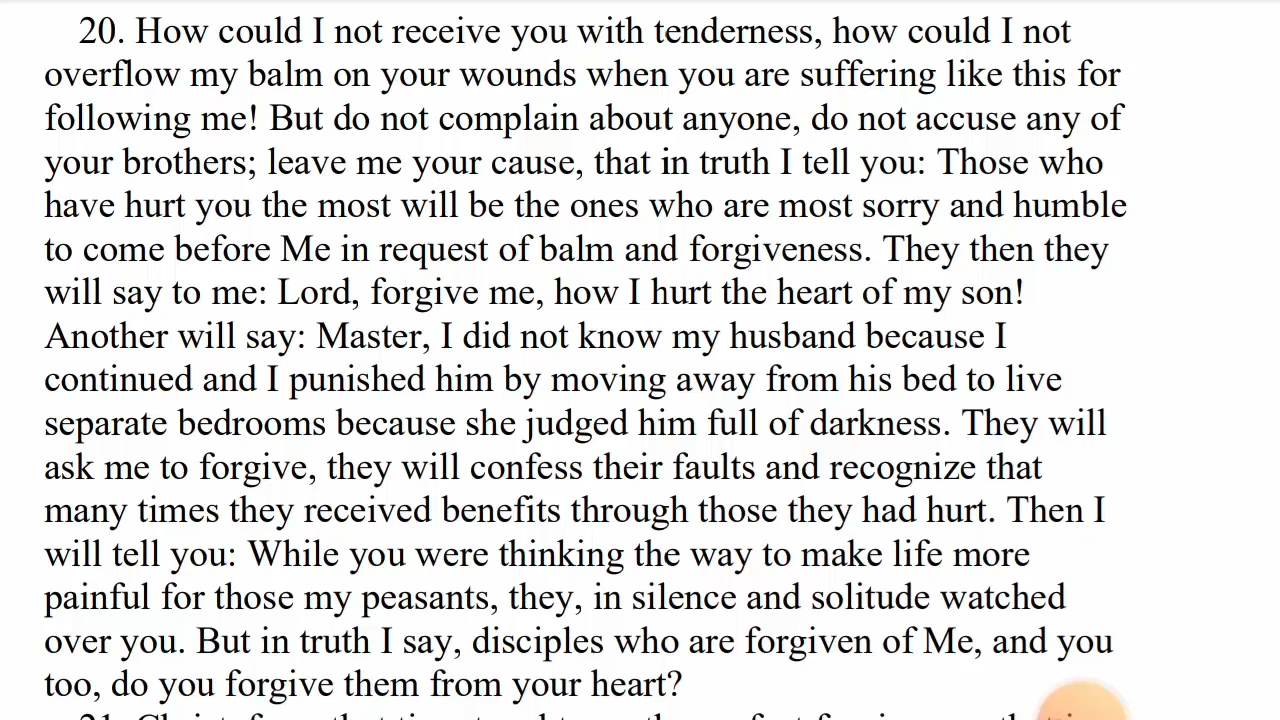 20. How could I not receive you with tenderness, how could I not
overflow my balm on your wounds when you are suffering like this for
following me! But do not complain about anyone, do not accuse any of
your brothers; leave me your cause, that in truth I tell you: Those who
have hurt you the most will be the ones who are most sorry and humble
to come before Me in request of balm and forgiveness. They then they
will say to me: Lord, forgive me, how I hurt the heart of my son!
Another will say: Master, I did not know my husband because I
continued and I punished him by moving away from his bed to live
separate bedrooms because she judged him full of darkness. They will
ask me to forgive, they will confess their faults and recognize that
many times they received benefits through those they had hurt. Then I
will tell you: While you were thinking the way to make life more
painful for those my peasants, they, in silence and solitude watched
over you. But in truth I say, disciples who are forgiven of Me, and you
too, do you forgive them from your heart?